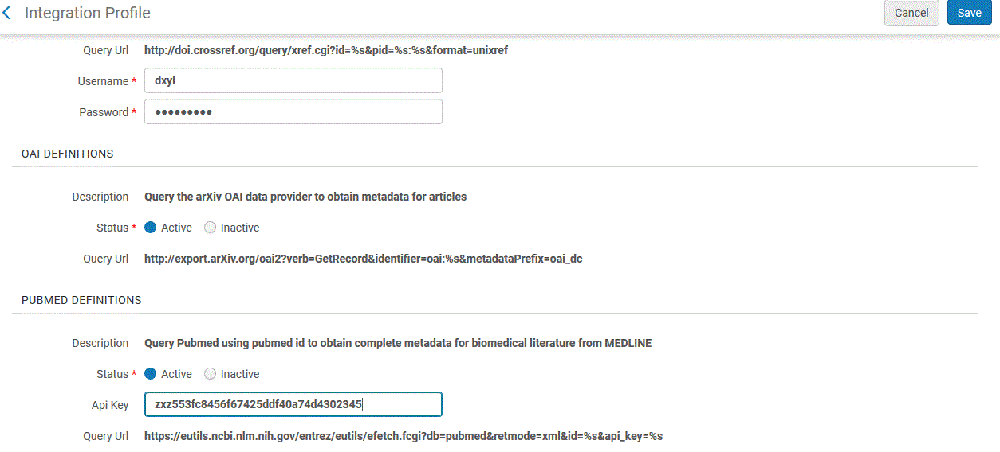 Integration Profile Cancel Save
Query Url http://doi.crossref.org/query/xref.cgi?id=%s&pid=%s:%s&format=unixref
Username * dxyl
Password * •••••••••
OAI DEFINITIONS
Description Query the arXiv OAI data provider to obtain metadata for articles
Status * Active Inactive
Query Url http://export.arXiv.org/oai2?verb=GetRecord&identifier=oai:%s&metadataPrefix=oai_dc
PUBMED DEFINITIONS
Description Query Pubmed using pubmed id to obtain complete metadata for biomedical literature from MEDLINE
Status * Active Inactive
Api Key zxz553fc8456f67425ddf40a74d4302345
Query Url https://eutils.ncbi.nlm.nih.gov/entrez/eutils/efetch.fcgi?db=pubmed&retmode=xml&id=%s&api_key=%s